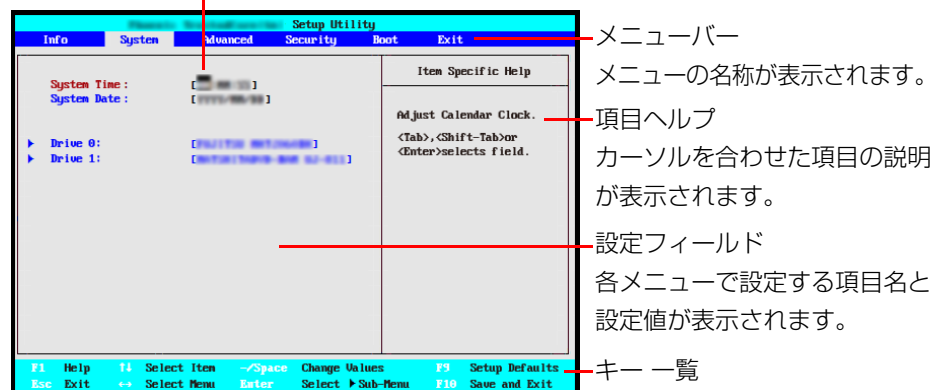 Setup Utility
Info System Advanced Security Boot Exit
メニューバー
メニューの名称が表示されます。
Item Specific Help
System Time :
System Date :
Adjust Calendar Clock.
<Tab>,<Shift-Tab>or
<Enter>selects field.
Drive 0:
Drive 1:
項目ヘルプ
カーソルを合わせた項目の説明
が表示されます。
設定フィールド
各メニューで設定する項目名と
設定値が表示されます。
F1 Help ↑↓ Select Item -/Space Change Values F9 Setup Defaults
Esc Exit ↔ Select Menu Enter Select ▶Sub-Menu F10 Save and Exit
キー 一覧